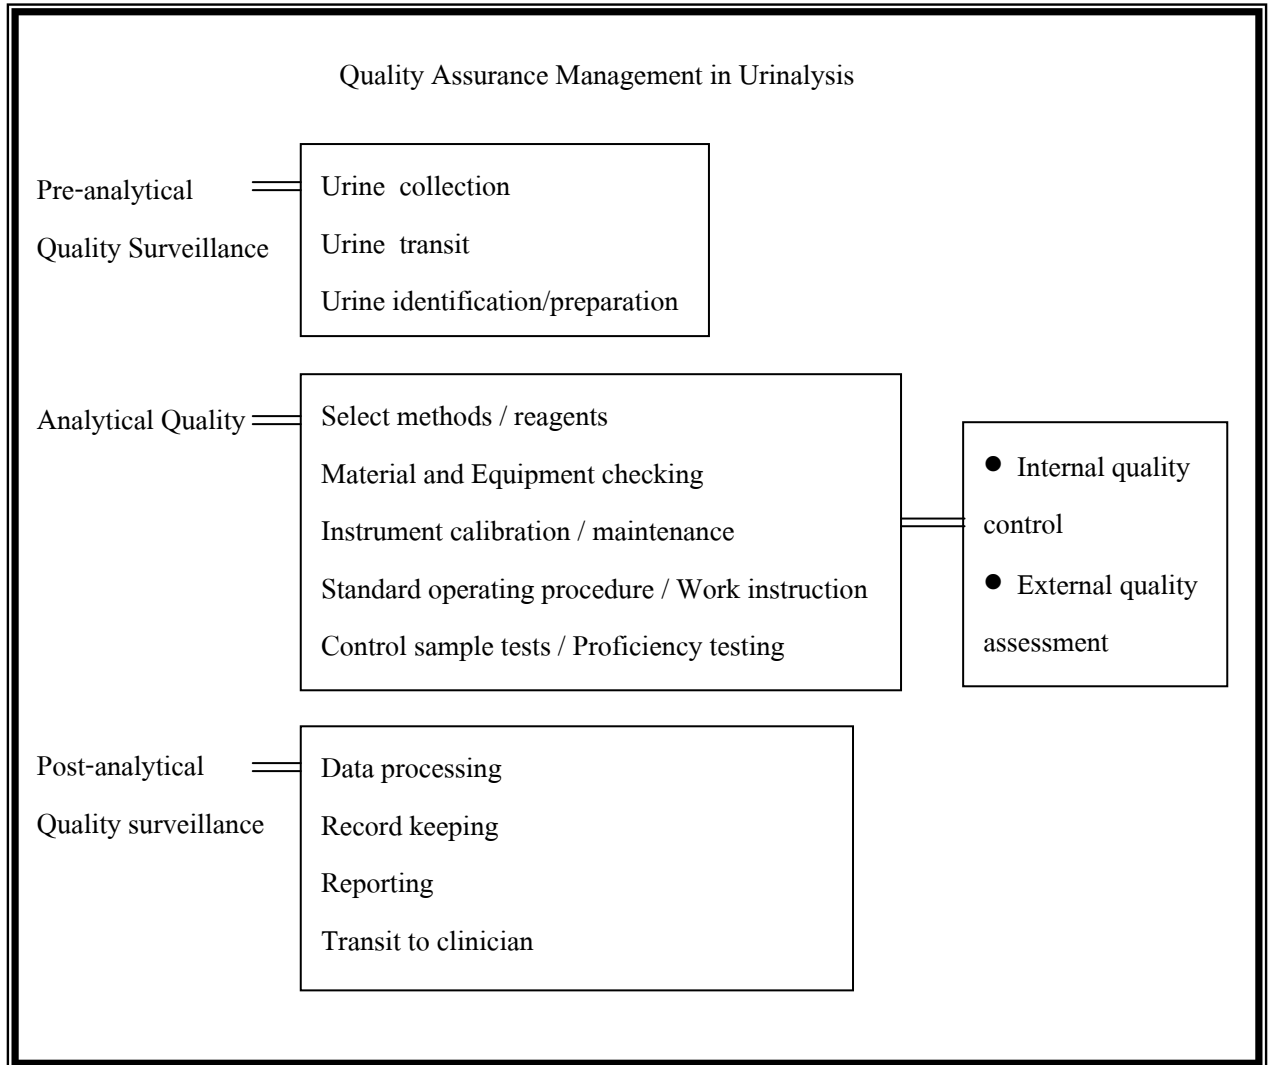 Quality Assurance Management in Urinalysis
Pre-analytical
Quality Surveillance
Urine collection
Urine transit
Urine identification/preparation
Analytical Quality
Select methods / reagents
Material and Equipment checking
Instrument calibration / maintenance
Standard operating procedure / Work instruction
Control sample tests / Proficiency testing
● Internal quality
control
● External quality
assessment
Post-analytical
Quality surveillance
Data processing
Record keeping
Reporting
Transit to clinician